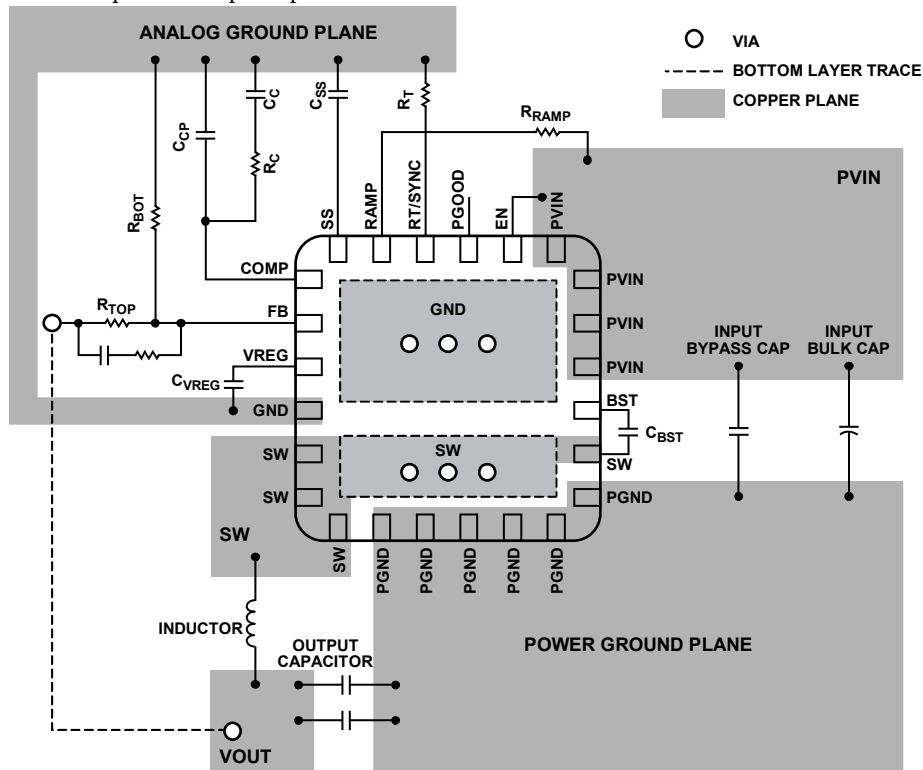 ANALOG GROUND PLANE
VIA
BOTTOM LAYER TRACE
COPPER PLANE
RBOT
CCP
CC
RC
CSS
RT
RRAMP
PVIN
SS
RAMP
RT/SYNC
PGOOD
EN
PVIN
COMP
FB
VREG
GND
SW
SW
RTOP
CVREG
GND
SW
PVIN
PVIN
PVIN
BST
SW
PGND
CBST
INPUT
BYPASS CAP
INPUT
BULK CAP
SW
SW
PGND
PGND
PGND
PGND
PGND
INDUCTOR
OUTPUT
CAPACITOR
POWER GROUND PLANE
VOUT